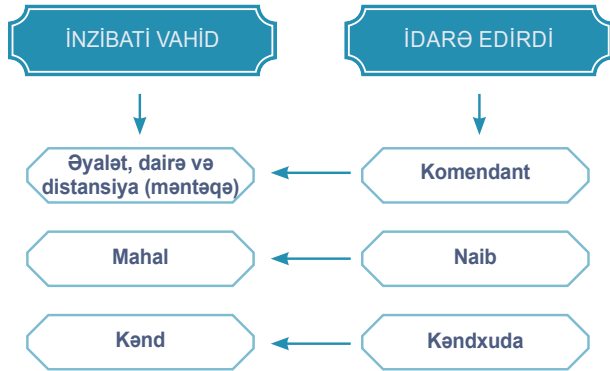 İNZİBATİ VAHİD
İDARƏ EDİRDİ
Əyalət, dairə və
distansiya (məntəqə)
Komendant
Mahal
Naib
Kənd
Kəndxuda